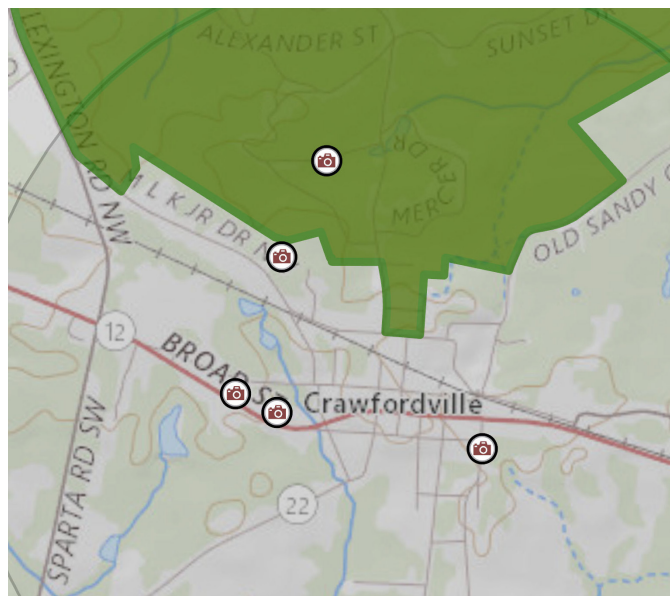 ALEXANDER ST
SUNSET DR
LEXINGTON RD NW
MERCER DR
M L K JR DR N
OLD SANDY C
12
BROAD ST
Crawfordville
SPARTA RD SW
22